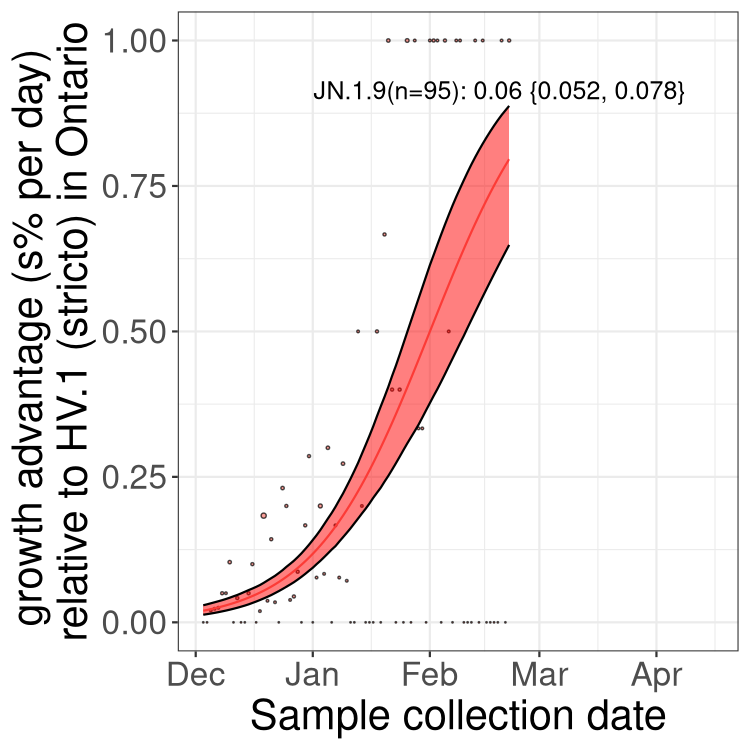 growth advantage (s% per day)
relative to HV.1 (stricto) in Ontario
1.00
0.75
0.50
0.25
0.00
JN.1.9(n=95): 0.06 {0.052, 0.078}
Dec Jan Feb Mar Apr
Sample collection date